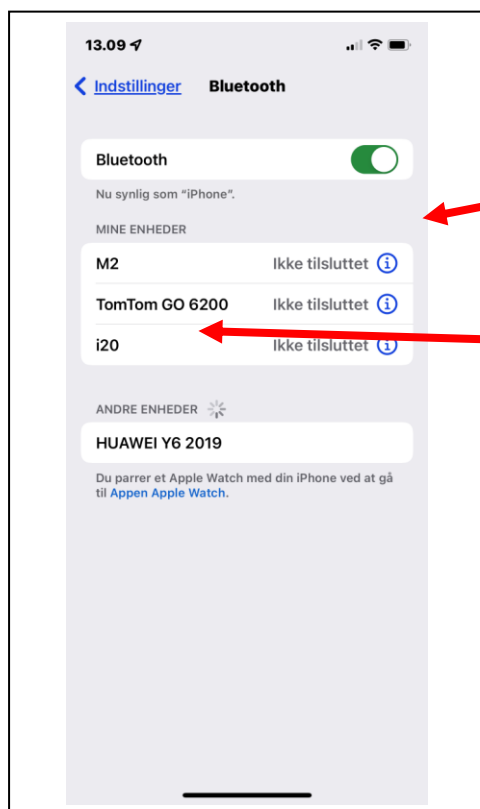 13.09
Indstillinger Bluetooth
Bluetooth
Nu synlig som “iPhone”.
MINE ENHEDER
M2 Ikke tilsluttet
TomTom GO 6200 Ikke tilsluttet
i20 Ikke tilsluttet
ANDRE ENHEDER
HUAWEI Y6 2019
Du parrer et Apple Watch med din iPhone ved at gå
til Appen Apple Watch.